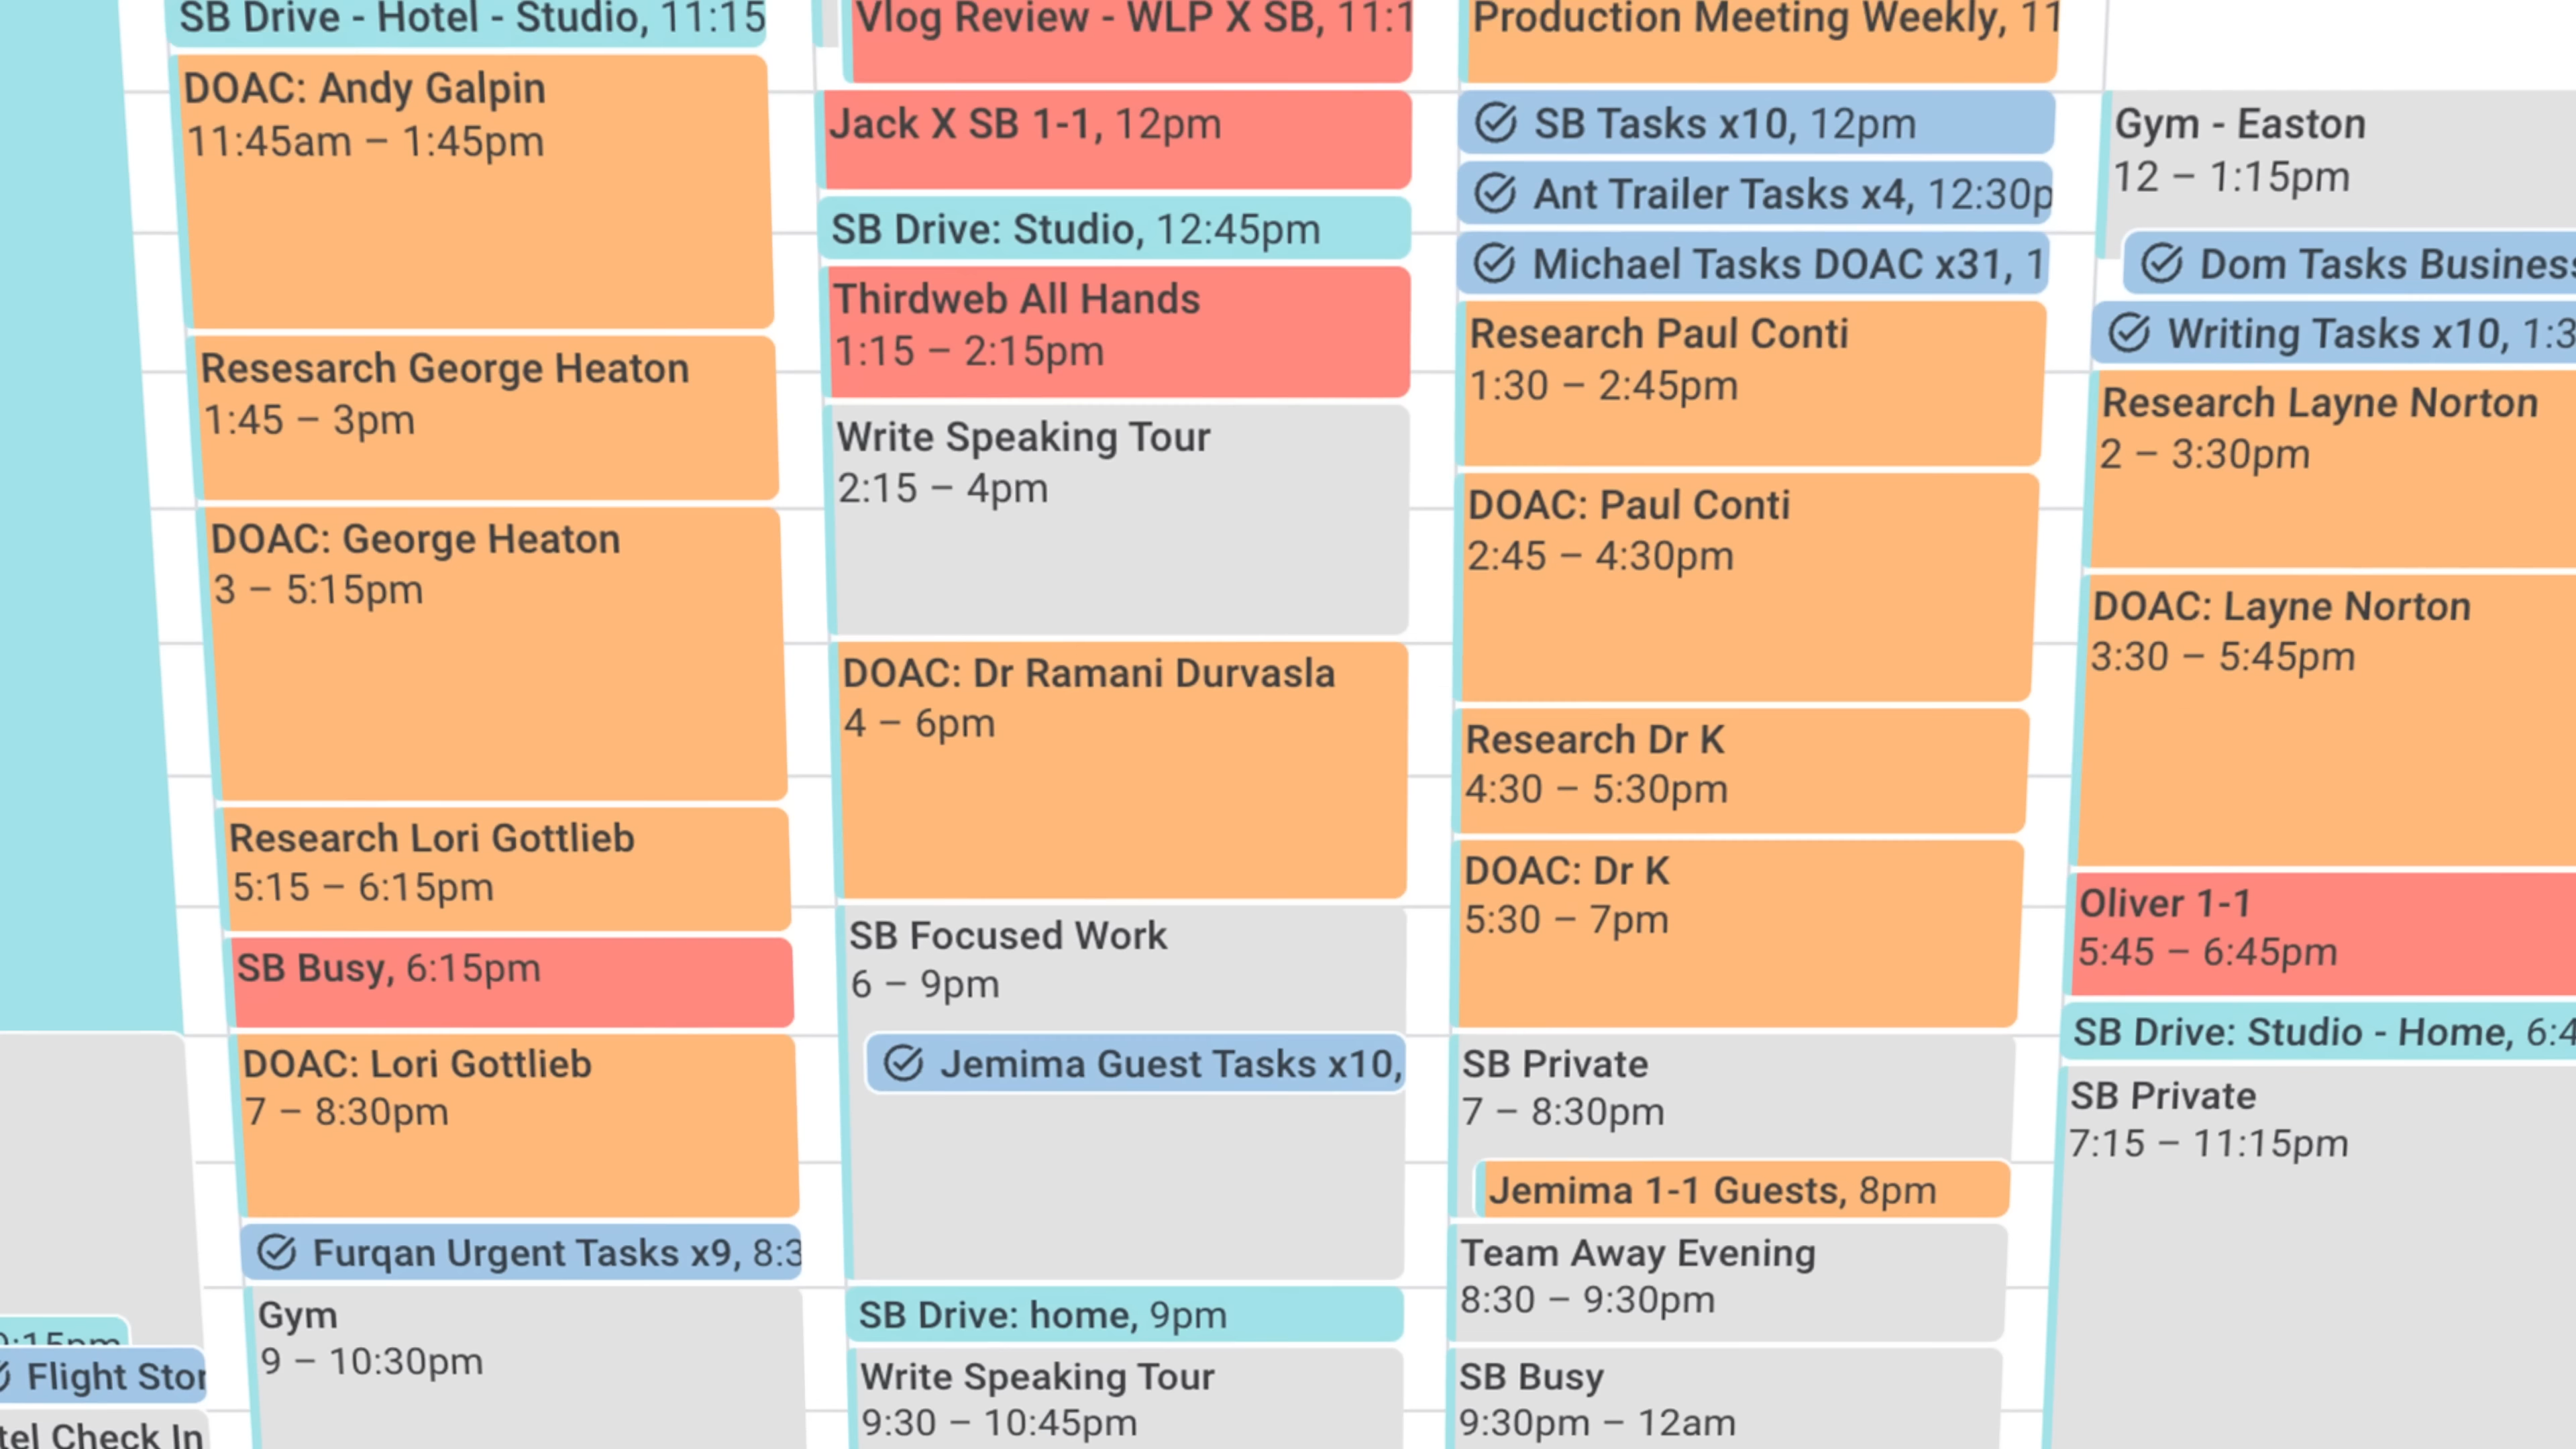 SB Drive - Hotel - Studio, 11:15
DOAC: Andy Galpin
11:45am – 1:45pm
Resesarch George Heaton
1:45 – 3pm
DOAC: George Heaton
3 – 5:15pm
Research Lori Gottlieb
5:15 – 6:15pm
SB Busy, 6:15pm
DOAC: Lori Gottlieb
7 – 8:30pm
Furqan Urgent Tasks x9, 8:3
Gym
9 – 10:30pm
:15pm
Flight Stor
tel Check In
Vlog Review - WLP X SB, 11:1
Jack X SB 1-1, 12pm
SB Drive: Studio, 12:45pm
Thirdweb All Hands
1:15 – 2:15pm
Write Speaking Tour
2:15 – 4pm
DOAC: Dr Ramani Durvasla
4 – 6pm
SB Focused Work
6 – 9pm
Jemima Guest Tasks x10,
SB Drive: home, 9pm
Write Speaking Tour
9:30 – 10:45pm
Production Meeting Weekly, 11
SB Tasks x10, 12pm
Ant Trailer Tasks x4, 12:30p
Michael Tasks DOAC x31, 1
Research Paul Conti
1:30 – 2:45pm
DOAC: Paul Conti
2:45 – 4:30pm
Research Dr K
4:30 – 5:30pm
DOAC: Dr K
5:30 – 7pm
SB Private
7 – 8:30pm
Jemima 1-1 Guests, 8pm
Team Away Evening
8:30 – 9:30pm
SB Busy
9:30pm – 12am
Gym - Easton
12 – 1:15pm
Dom Tasks Business
Writing Tasks x10, 1:3
Research Layne Norton
2 – 3:30pm
DOAC: Layne Norton
3:30 – 5:45pm
Oliver 1-1
5:45 – 6:45pm
SB Drive: Studio - Home, 6:4
SB Private
7:15 – 11:15pm